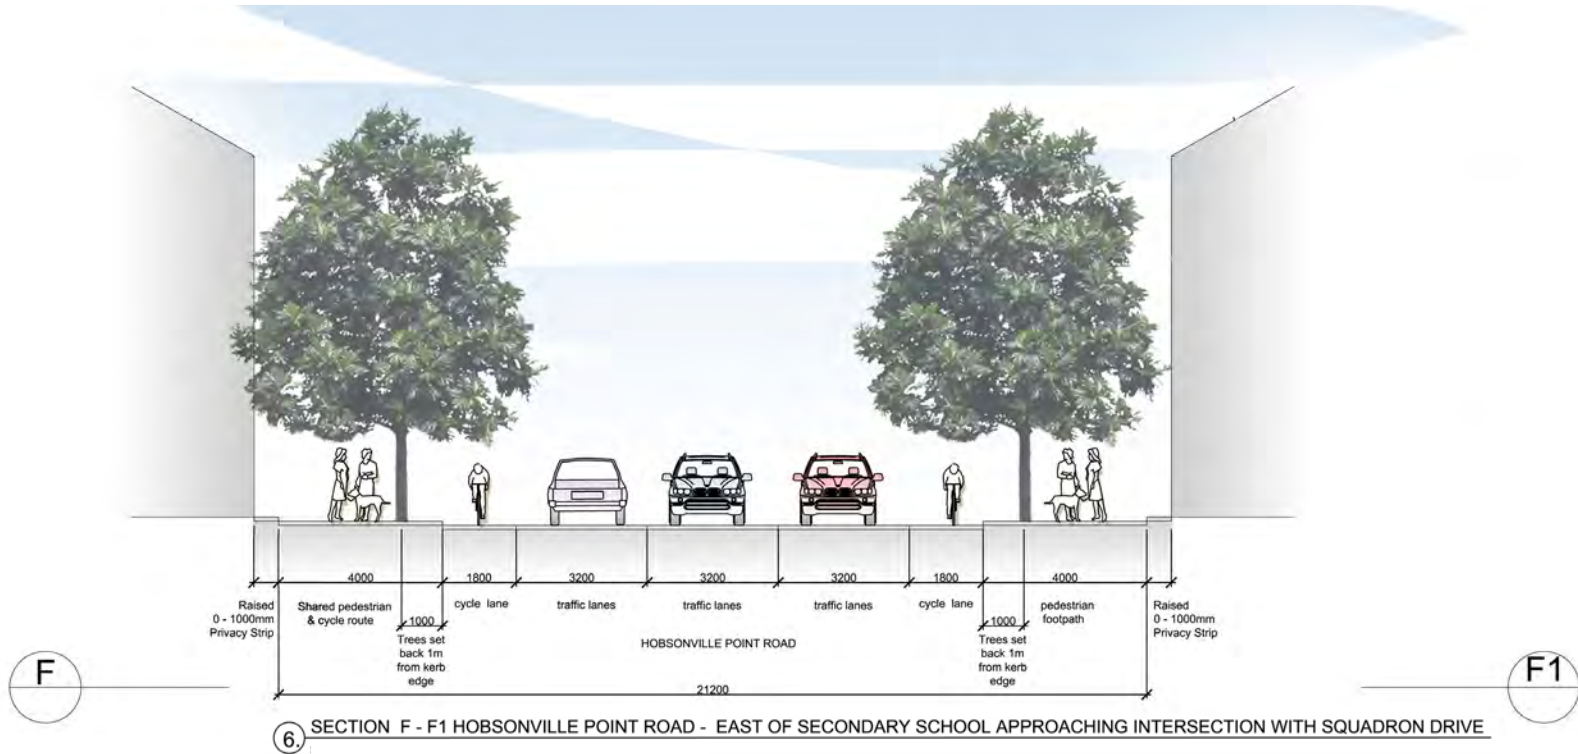 4000
1800
3200
3200
3200
1800
4000
Raised
0 - 1000mm
Privacy Strip
Shared pedestrian
& cycle route
1000
Trees set
back 1m
from kerb
edge
cycle lane
traffic lanes
traffic lanes
traffic lanes
cycle lane
1000
Trees set
back 1m
from kerb
edge
pedestrian
footpath
Raised
0 - 1000mm
Privacy Strip
HOBSONVILLE POINT ROAD
F
21200
F1
6. SECTION F - F1 HOBSONVILLE POINT ROAD - EAST OF SECONDARY SCHOOL APPROACHING INTERSECTION WITH SQUADRON DRIVE